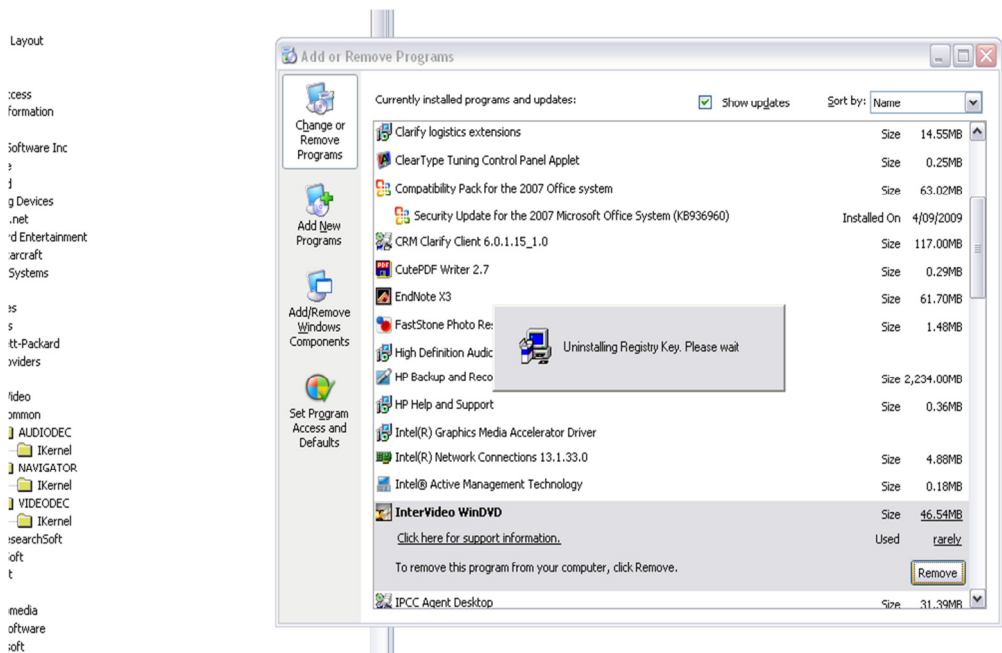 Layout
cess
formation
Software Inc
g Devices
.net
rd Entertainment
tarcraft
Systems
tt-Packard
oviders
Video
ommon
AUDIODEC
IKernel
NAVIGATOR
IKernel
VIDEODEC
IKernel
esearchSoft
soft
media
oftware
soft
Add or Remove Programs
Change or
Remove
Programs
Add New
Programs
Add/Remove
Windows
Components
Set Program
Access and
Defaults
Currently installed programs and updates:
Show updates
Sort by: Name
Clarify logistics extensions Size 14.55MB
ClearType Tuning Control Panel Applet Size 0.25MB
Compatibility Pack for the 2007 Office system Size 63.02MB
Security Update for the 2007 Microsoft Office System (KB936960) Installed On 4/09/2009
CRM Clarify Client 6.0.1.15_1.0 Size 117.00MB
CutePDF Writer 2.7 Size 0.29MB
EndNote X3 Size 61.70MB
FastStone Photo Re Size 1.48MB
Uninstalling Registry Key. Please wait
High Definition Audic
HP Backup and Reco Size 2,234.00MB
HP Help and Support Size 0.36MB
Intel(R) Graphics Media Accelerator Driver
Intel(R) Network Connections 13.1.33.0 Size 4.88MB
Intel® Active Management Technology Size 0.18MB
InterVideo WinDVD Size 46.54MB
Click here for support information. Used rarely
To remove this program from your computer, click Remove. Remove
IPCC Agent Desktop Size 31.39MB